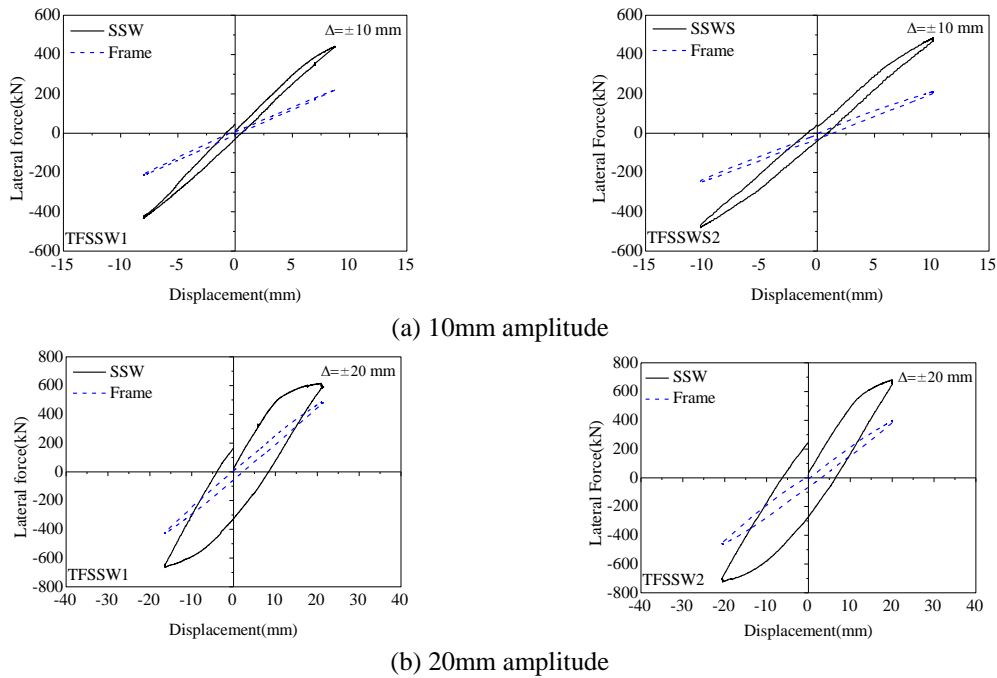 600
SSW
Δ=±10 mm
400
Frame
200
0
-200
-400
TFSSW1
-600
-15 -10 -5 0 5 10 15
Lateral force(kN)
Displacement(mm)
600
SSWS
Δ=±10 mm
400
Frame
200
0
-200
-400
TFSSWS2
-600
-15 -10 -5 0 5 10 15
Lateral Force(kN)
Displacement(mm)
(a) 10mm amplitude
800
SSW
Δ=±20 mm
600
Frame
400
200
0
-200
-400
-600
TFSSW1
-800
-40 -30 -20 -10 0 10 20 30 40
Lateral force(kN)
Displacement(mm)
800
SSW
Δ=±20 mm
600
Frame
400
200
0
-200
-400
-600
TFSSW2
-800
-40 -30 -20 -10 0 10 20 30 40
Lateral Force(kN)
Displacement(mm)
(b) 20mm amplitude